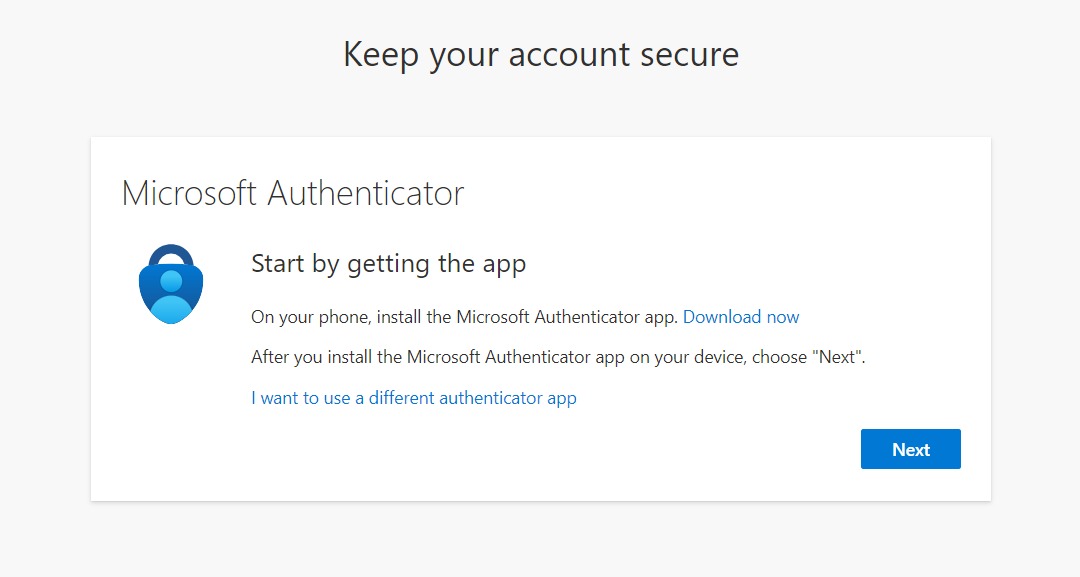 Keep your account secure
Microsoft Authenticator
Start by getting the app
On your phone, install the Microsoft Authenticator app. Download now
After you install the Microsoft Authenticator app on your device, choose "Next".
I want to use a different authenticator app
Next